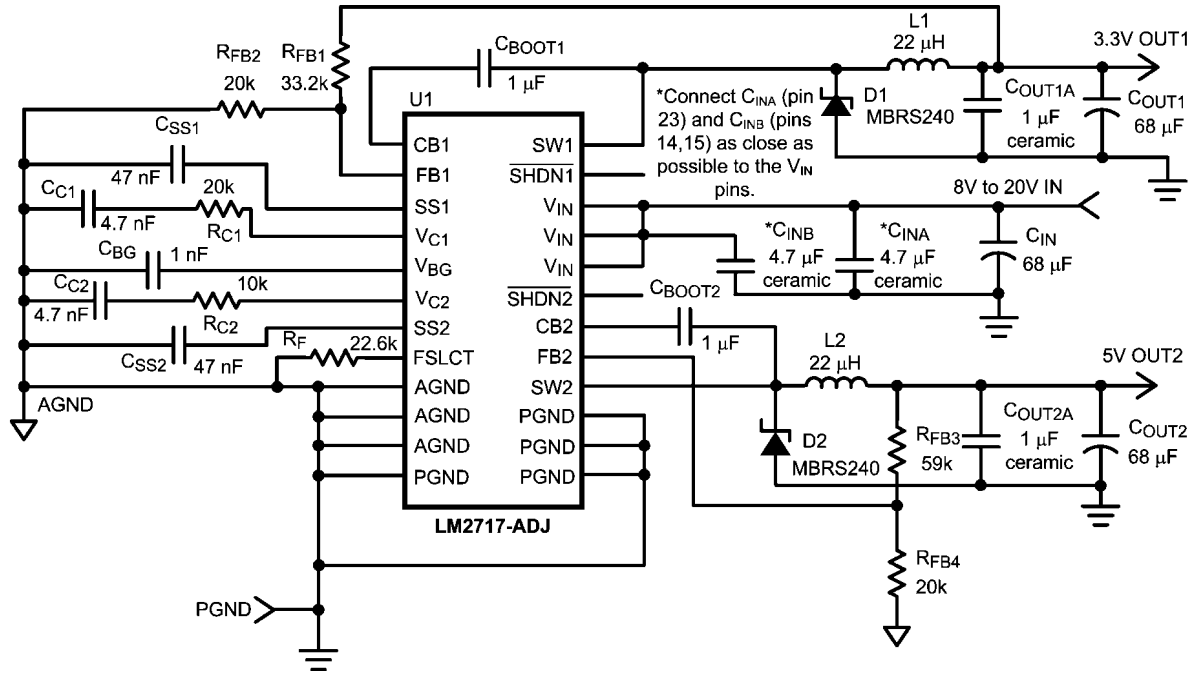 L1
22 μH
3.3V OUT1
RFB2
20k
RFB1
33.2k
CBOOT1
1 μF
U1
*Connect CINA (pin
23) and CINB (pins
14,15) as close as
possible to the VIN
pins.
D1
MBRS240
COUT1A
1 μF
ceramic
COUT1
68 μF
CSS1
47 nF
CC1
4.7 nF
20k
RC1
CBG
1 nF
CC2
4.7 nF
10k
RC2
CSS2
47 nF
RF
22.6k
AGND
CB1
FB1
SS1
VC1
VBG
VC2
SS2
FSLCT
AGND
AGND
AGND
PGND
SW1
SHDN1
VIN
VIN
VIN
SHDN2
CB2
FB2
SW2
PGND
PGND
PGND
LM2717-ADJ
8V to 20V IN
*CINB
4.7 μF
ceramic
*CINA
4.7 μF
ceramic
CIN
68 μF
CBOOT2
1 μF
L2
22 μH
5V OUT2
D2
MBRS240
RFB3
59k
COUT2A
1 μF
ceramic
COUT2
68 μF
RFB4
20k
PGND